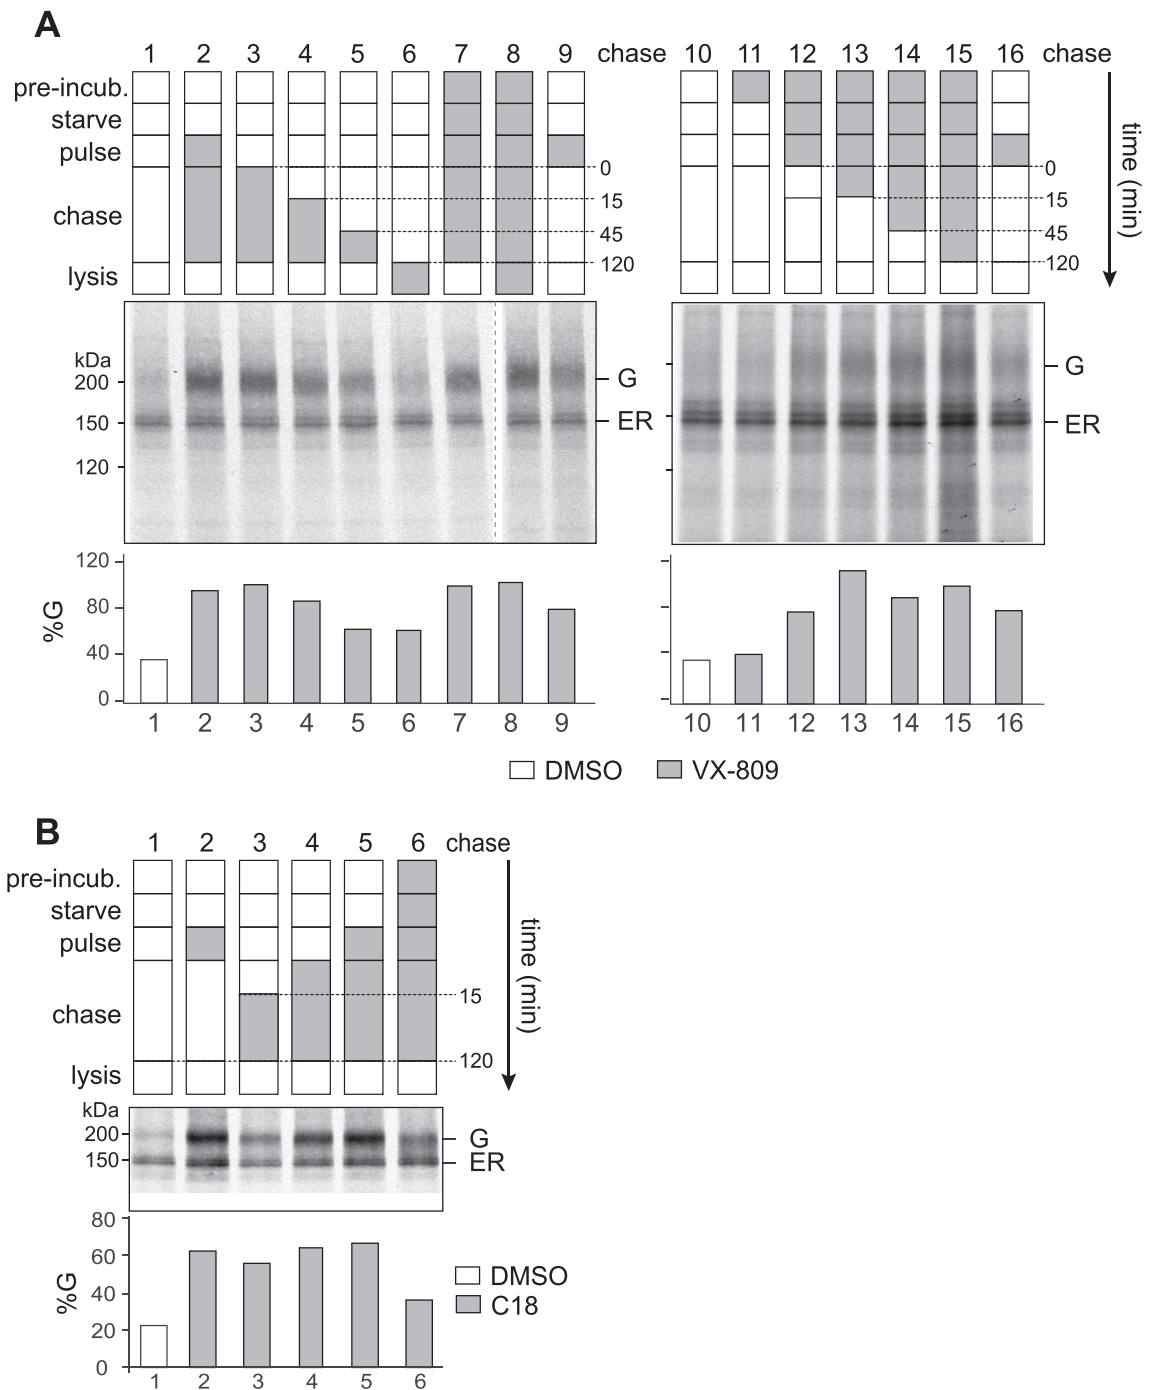 A
1 2 3 4 5 6 7 8 9 chase 10 11 12 13 14 15 16 chase
pre-incub.
starve
pulse
0 0
15 15
chase
45 45
120 120
lysis
time (min)
kDa
200
G G
150
ER ER
120
120
80
40
0
%G
1 2 3 4 5 6 7 8 9 10 11 12 13 14 15 16
DMSO VX-809
B
1 2 3 4 5 6 chase
pre-incub.
starve
pulse
15
chase
120
lysis
time (min)
kDa
200
G
150
ER
80
60
40
20
0
%G
DMSO
C18
1 2 3 4 5 6